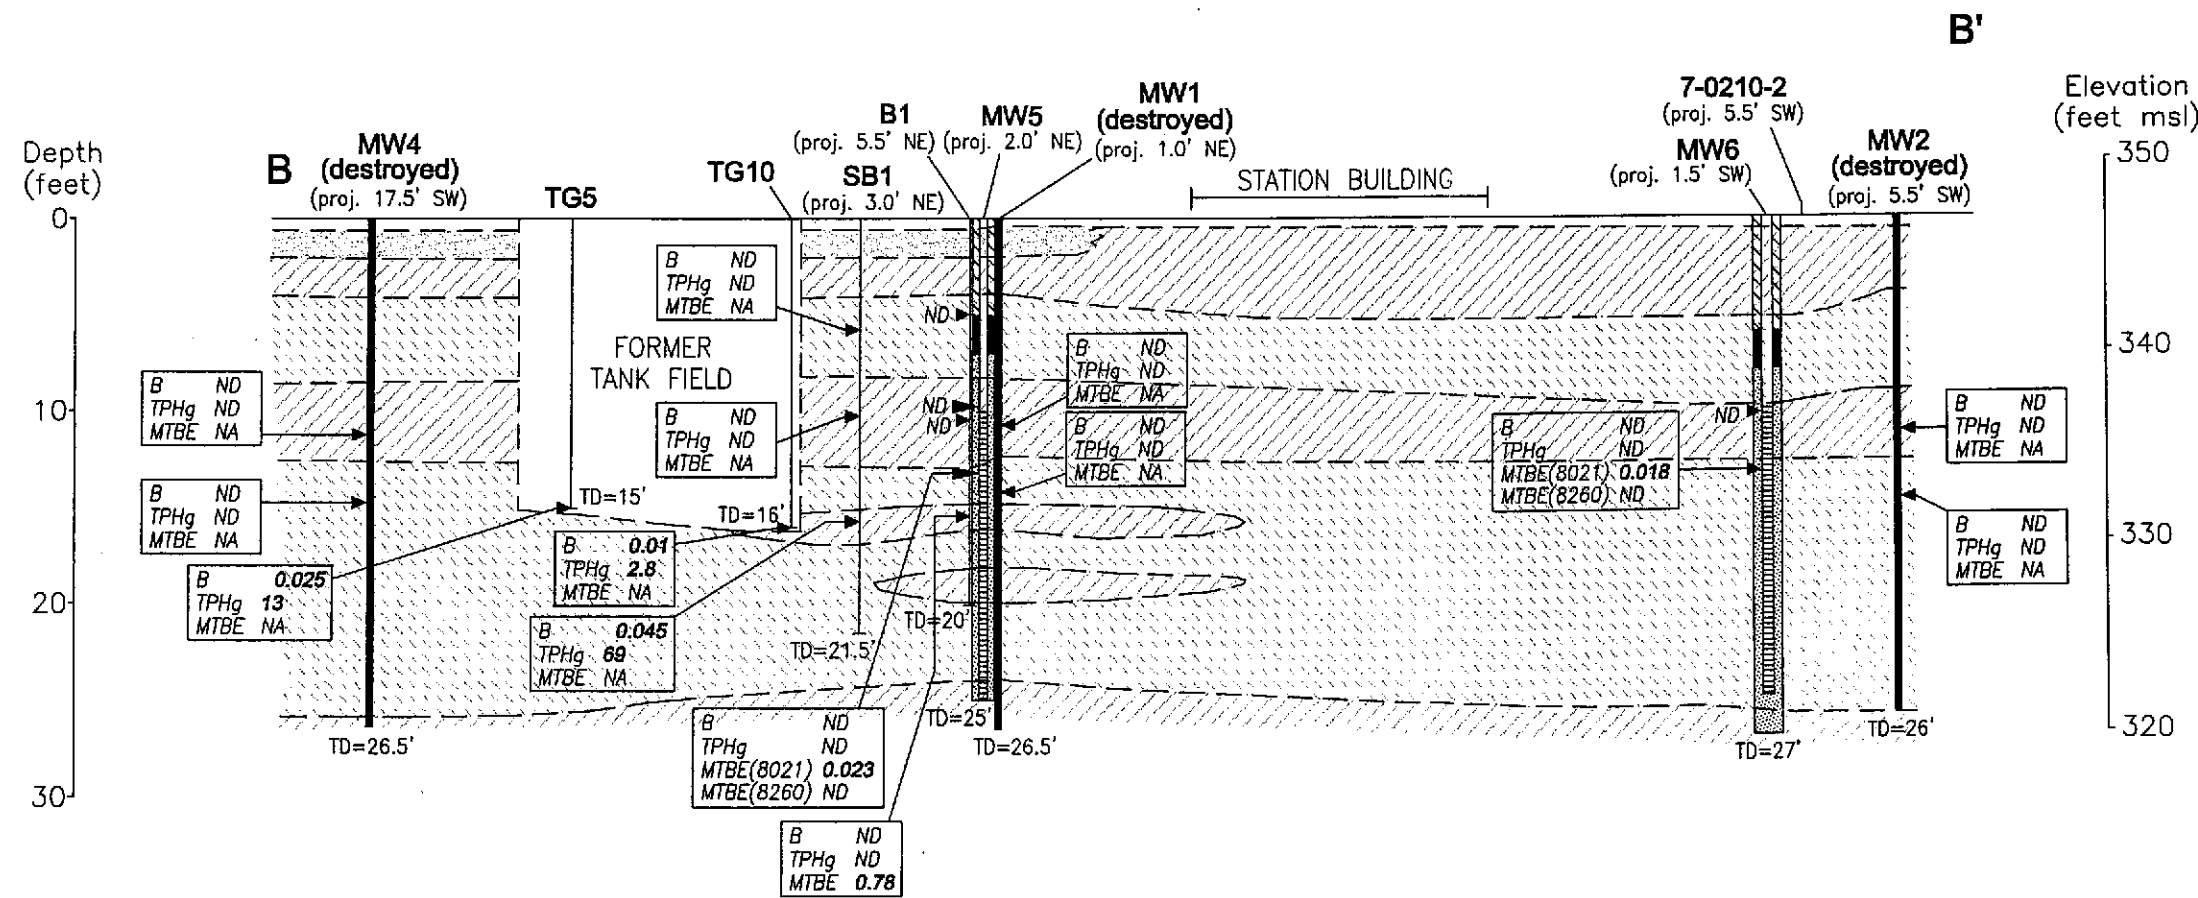 B'
Elevation
(feet msl)
350
340
330
320
Depth
(feet)
0
10
20
30
B
MW4
(destroyed)
(proj. 17.5' SW)
TG5
TG10
SB1
(proj. 3.0' NE)
B1
(proj. 5.5' NE)
MW5
(proj. 2.0' NE)
MW1
(destroyed)
(proj. 1.0' NE)
STATION BUILDING
7-0210-2
(proj. 5.5' SW)
MW6
(proj. 1.5' SW)
MW2
(destroyed)
(proj. 5.5' SW)
FORMER
TANK FIELD
B ND
TPHg ND
MTBE NA
B ND
TPHg ND
MTBE NA
B 0.025
TPHg 13
MTBE NA
TD=15'
TD=16'
B ND
TPHg ND
MTBE NA
B ND
TPHg ND
MTBE NA
B 0.01
TPHg 2.8
MTBE NA
B 0.045
TPHg 69
MTBE NA
ND
ND
ND
B ND
TPHg ND
MTBE NA
B ND
TPHg ND
MTBE NA
B ND
TPHg ND
MTBE(8021) 0.018
MTBE(8260) ND
ND
B ND
TPHg ND
MTBE NA
B ND
TPHg ND
MTBE NA
TD=20'
TD=21.5'
TD=25'
TD=26.5'
TD=26.5'
TD=27'
TD=26'
B ND
TPHg ND
MTBE(8021) 0.023
MTBE(8260) ND
B ND
TPHg ND
MTBE 0.78